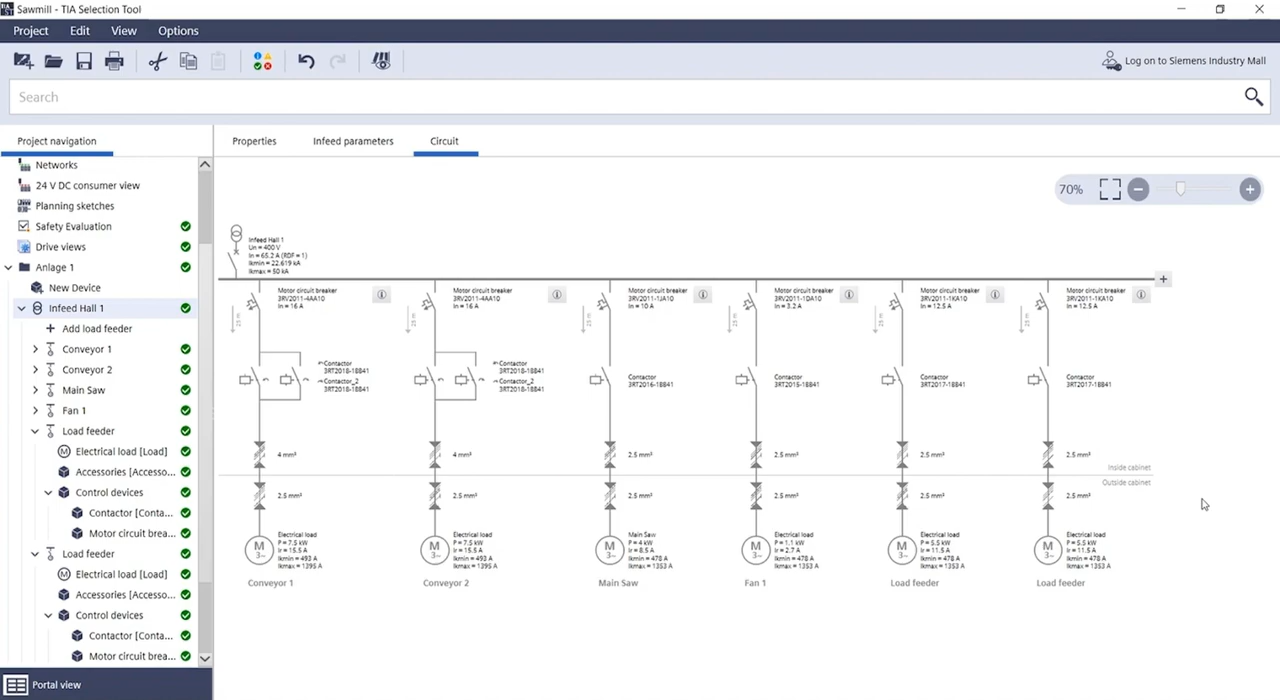 Sawmill - TIA Selection Tool
Project Edit View Options
Log on to Siemens Industry Mall
Search
Project navigation
Properties Infeed parameters Circuit
Networks
24 V DC consumer view
Planning sketches
Safety Evaluation
Drive views
Anlage 1
New Device
Infeed Hall 1
Add load feeder
Conveyor 1
Conveyor 2
Main Saw
Fan 1
Load feeder
Electrical load [Load]
Accessories [Accesso...
Control devices
Contactor [Conta...
Motor circuit brea...
Load feeder
Electrical load [Load]
Accessories [Accesso...
Control devices
Contactor [Conta...
Motor circuit brea...
Portal view
70%
Infeed Hall 1
Un = 400 V
In = 65.2 A (RDF = 1)
Ikmin = 22.619 kA
Ikmax = 50 kA
25 m
Motor circuit breaker
3RV2011-4AA10
In = 16 A
Contactor
3RT2018-1BB41
Contactor_2
3RT2018-1BB41
4 mm²
2.5 mm²
M
3~
Electrical load
P = 7.5 kW
Ir = 15.5 A
Ikmin = 493 A
Ikmax = 1395 A
Conveyor 1
25 m
Motor circuit breaker
3RV2011-4AA10
In = 16 A
Contactor
3RT2018-1BB41
Contactor_2
3RT2018-1BB41
4 mm²
2.5 mm²
M
3~
Electrical load
P = 7.5 kW
Ir = 15.5 A
Ikmin = 493 A
Ikmax = 1395 A
Conveyor 2
25 m
Motor circuit breaker
3RV2011-1JA10
In = 10 A
Contactor
3RT2016-1BB41
2.5 mm²
2.5 mm²
M
3~
Main Saw
P = 4 kW
Ir = 8.5 A
Ikmin = 478 A
Ikmax = 1353 A
Main Saw
25 m
Motor circuit breaker
3RV2011-1DA10
In = 3.2 A
Contactor
3RT2015-1BB41
2.5 mm²
2.5 mm²
M
3~
Electrical load
P = 1.1 kW
Ir = 2.7 A
Ikmin = 478 A
Ikmax = 1353 A
Fan 1
25 m
Motor circuit breaker
3RV2011-1KA10
In = 12.5 A
Contactor
3RT2017-1BB41
2.5 mm²
2.5 mm²
M
3~
Electrical load
P = 5.5 kW
Ir = 11.5 A
Ikmin = 478 A
Ikmax = 1353 A
Load feeder
25 m
Motor circuit breaker
3RV2011-1KA10
In = 12.5 A
Contactor
3RT2017-1BB41
2.5 mm²
Inside cabinet
Outside cabinet
2.5 mm²
M
3~
Electrical load
P = 5.5 kW
Ir = 11.5 A
Ikmin = 478 A
Ikmax = 1353 A
Load feeder